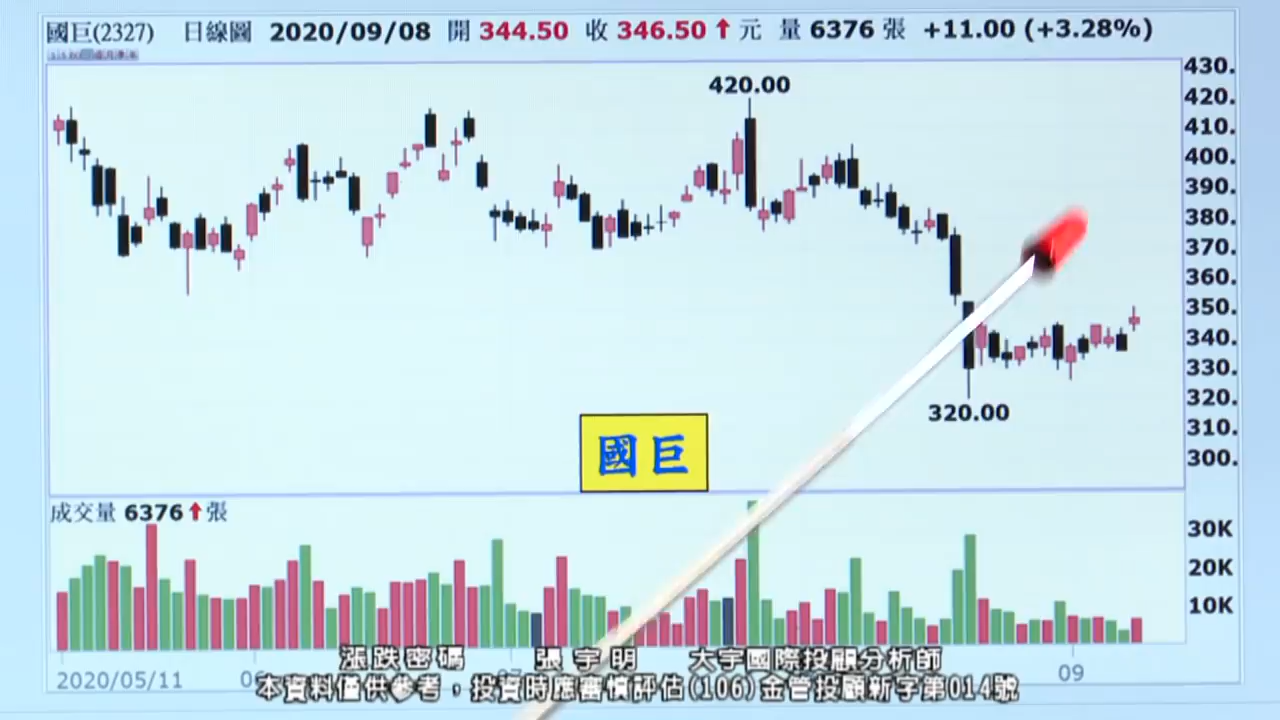 國巨(2327) 日線圖 2020/09/08 開 344.50 收 346.50↑元 量 6376 張 +11.00 (+3.28%)
430.
420.00
420.
410.
400.
390.
380.
370.
360.
350.
340.
330.
320.
320.00
310.
國巨
300.
成交量 6376↑張
30K
20K
10K
漲跌密碼 張宇明 大宇國際投顧分析師
2020/05/11 09
本資料僅供參考，投資時應審慎評估(106)金管投顧新字第014號